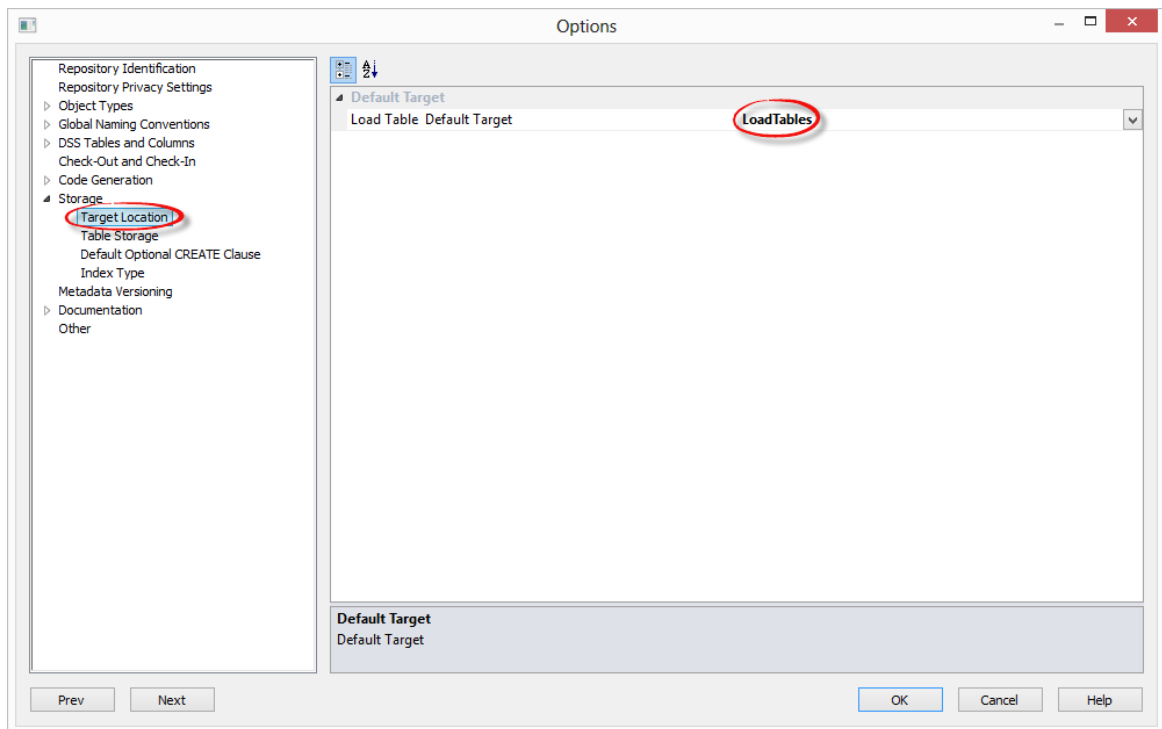 Options
Repository Identification
Repository Privacy Settings
Object Types
Global Naming Conventions
DSS Tables and Columns
Check-Out and Check-In
Code Generation
Storage
Target Location
Table Storage
Default Optional CREATE Clause
Index Type
Metadata Versioning
Documentation
Other
Default Target
Load Table Default Target LoadTables
Default Target
Default Target
Prev Next OK Cancel Help